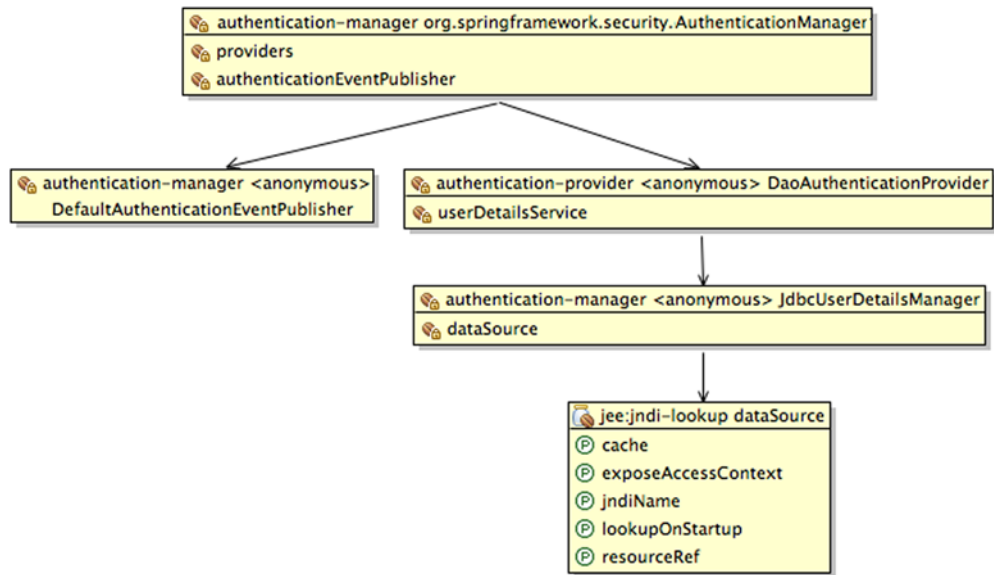 authentication-manager org.springframework.security.AuthenticationManager
providers
authenticationEventPublisher
authentication-manager <anonymous>
DefaultAuthenticationEventPublisher
authentication-provider <anonymous> DaoAuthenticationProvider
userDetailsService
authentication-manager <anonymous> JdbcUserDetailsManager
dataSource
jee:jndi-lookup dataSource
P cache
P exposeAccessContext
P jndiName
P lookupOnStartup
P resourceRef